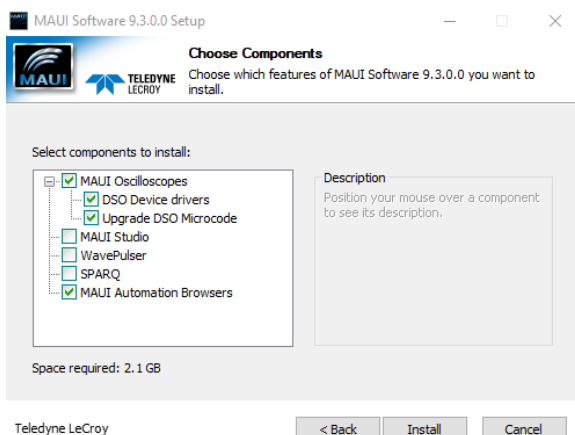 MAUI Software 9.3.0.0 Setup
MAUI
TELEDYNE
LECROY
Choose Components
Choose which features of MAUI Software 9.3.0.0 you want to
install.
Select components to install:
MAUI Oscilloscopes
DSO Device drivers
Upgrade DSO Microcode
MAUI Studio
WavePulser
SPARQ
MAUI Automation Browsers
Description
Position your mouse over a component
to see its description.
Space required: 2.1 GB
Teledyne LeCroy
< Back
Install
Cancel